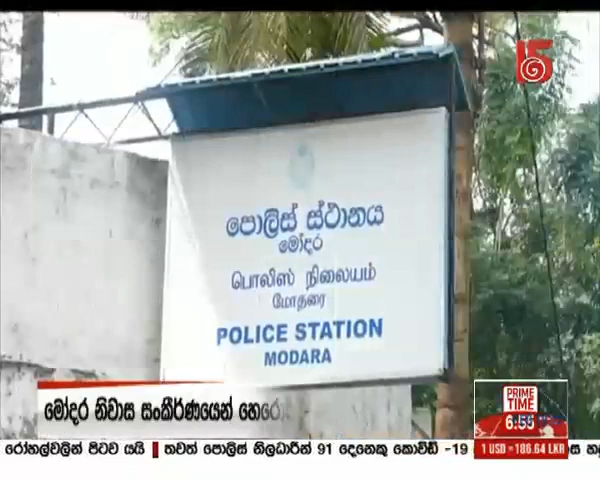 පොලිස් ස්ථානය
මෝදර
பொலிஸ் நிலையம்
மோதரை
POLICE STATION
MODARA
මෝදර නිවාස සංකීර්ණයෙන්
PRIME
TIME
6:55
රෝහල්වලින් පිටව යයි | තවත් පොලිස් නිලධාරීන් 91 දෙනෙකු කොවිඩ් -19
1 USD = 186.64 LKR